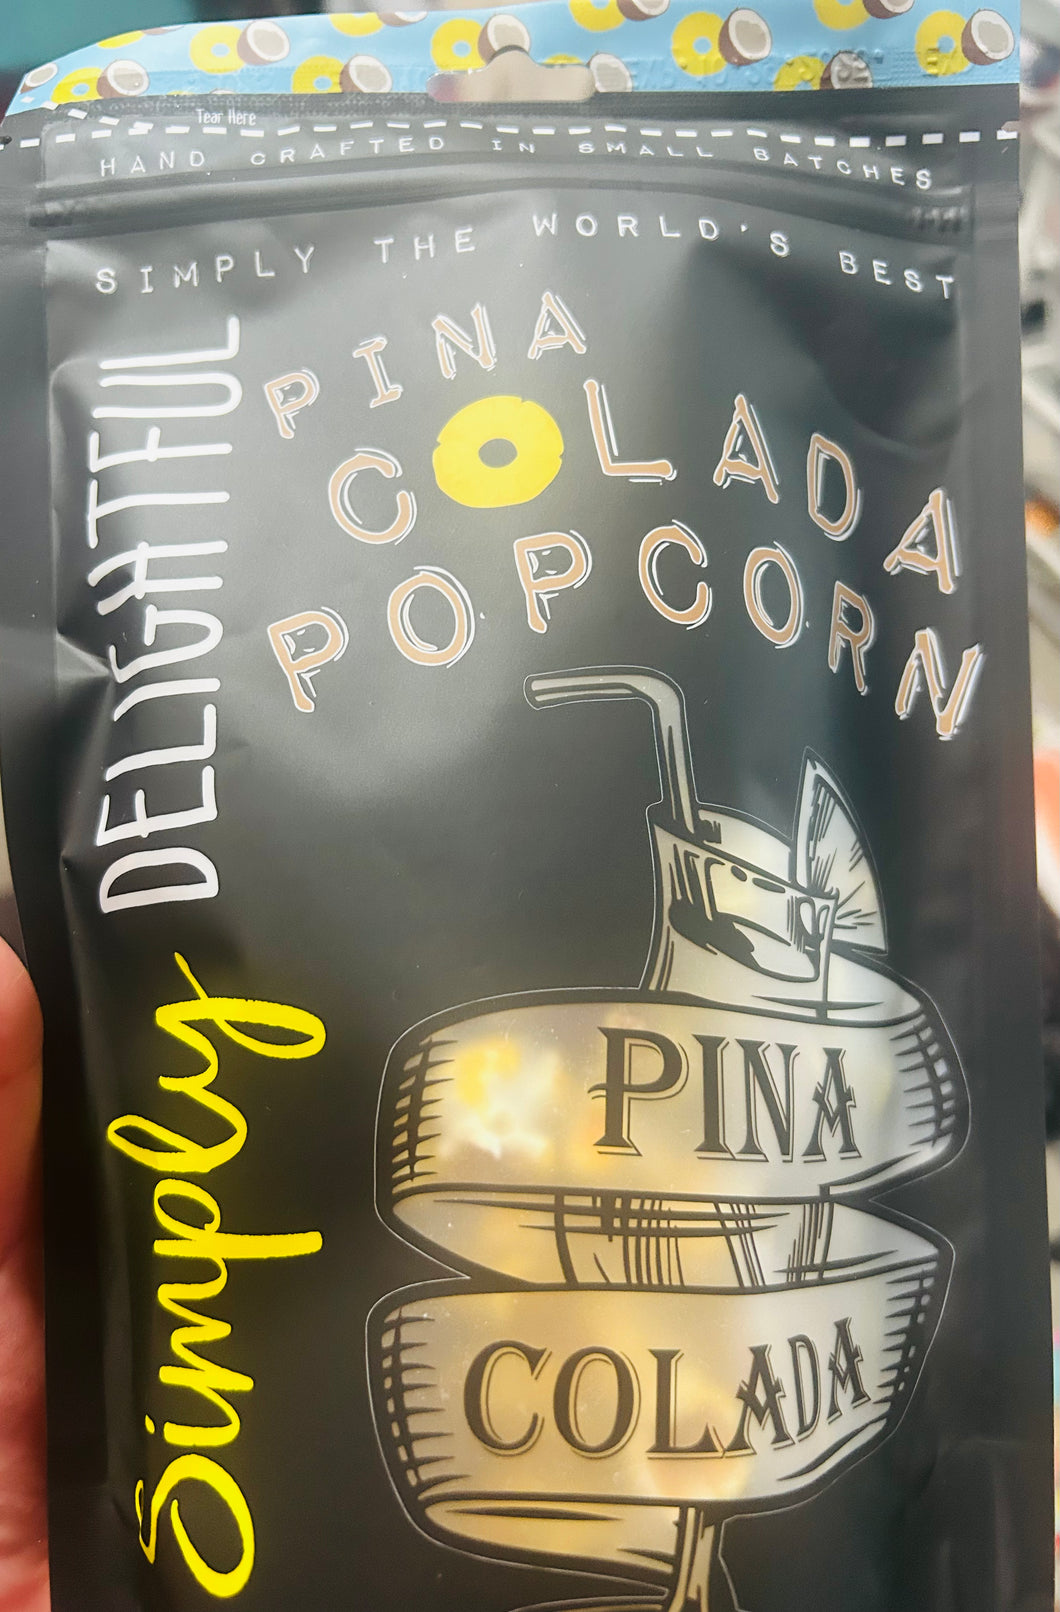 Tear Here
HAND CRAFTED IN SMALL BATCHES
SIMPLY THE WORLD'S BEST
PINA
COLADA
POPCORN
Simply DELIGHTFUL
PINA
COLADA